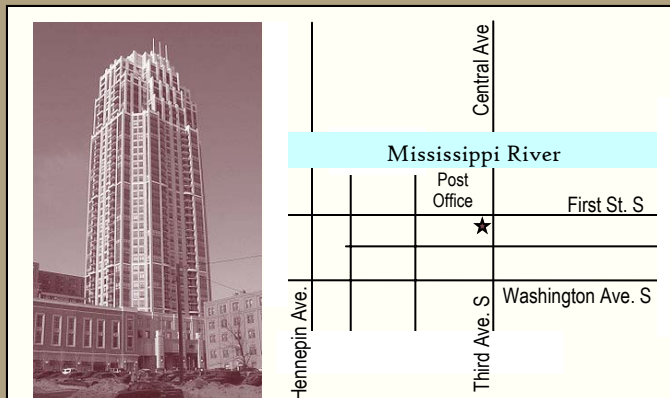 Central Ave
Mississippi River
Post
Office
First St. S
Washington Ave. S
Hennepin Ave.
Third Ave. S